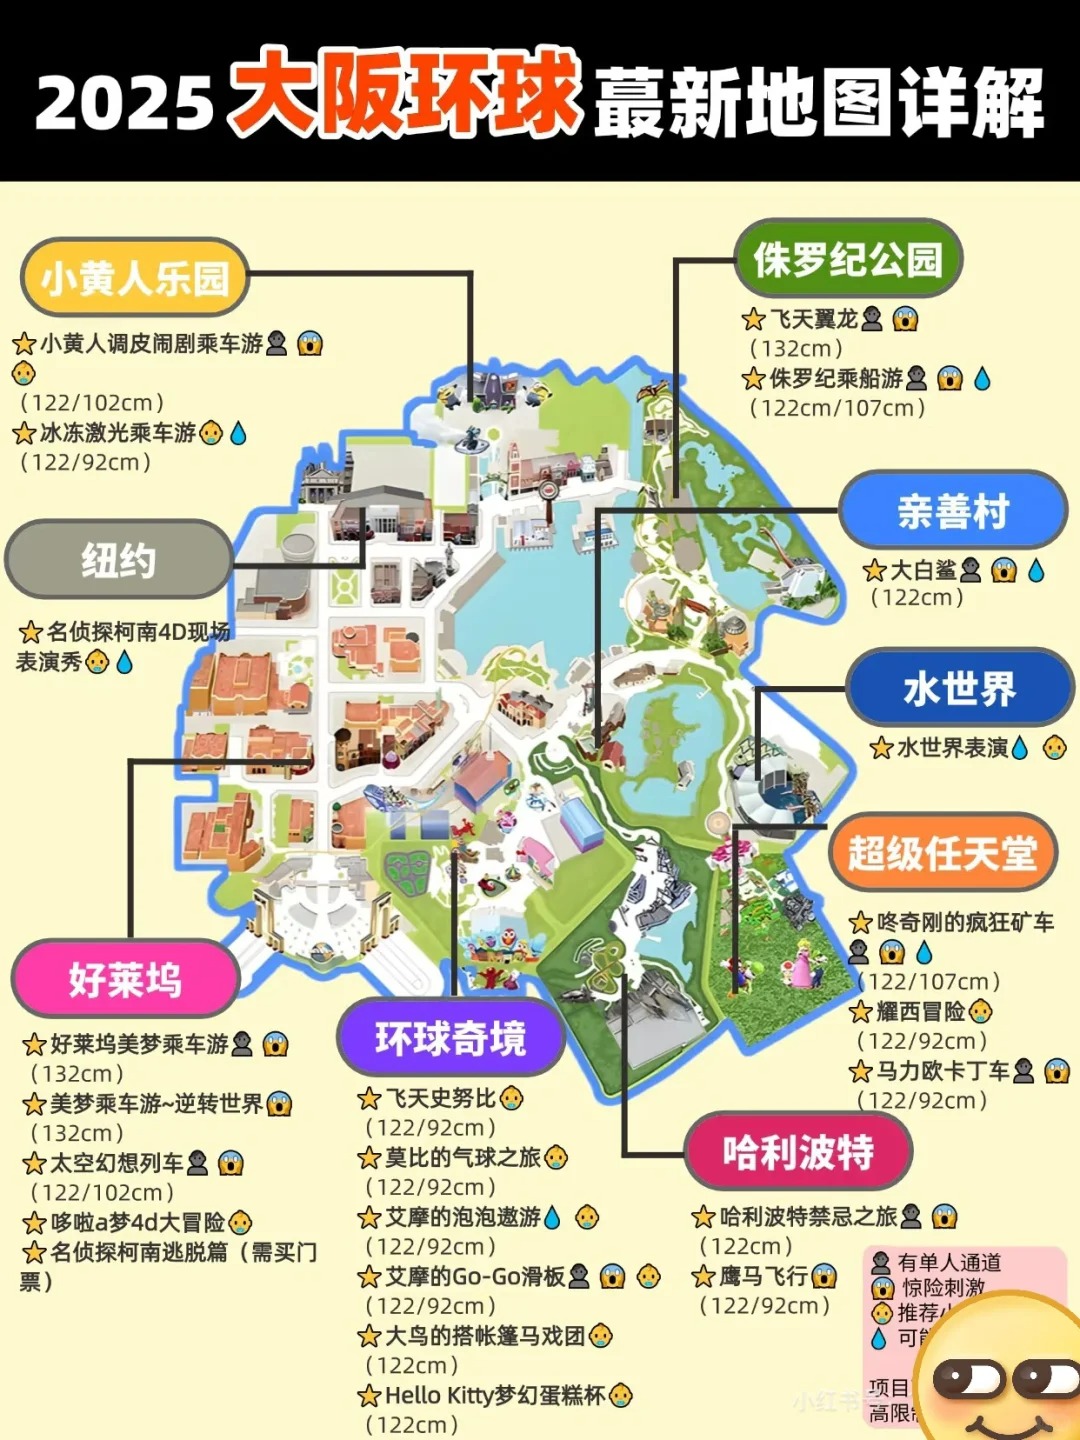 2025大阪环球蕞新地图详解
小黄人乐园
⭐小黄人调皮闹剧乘车游👤😱
👶
（122/102cm）
⭐冰冻激光乘车游👶💧
（122/92cm）
纽约
⭐名侦探柯南4D现场
表演秀👶💧
侏罗纪公园
⭐飞天翼龙👤😱
（132cm）
⭐侏罗纪乘船游👤😱💧
（122cm/107cm）
亲善村
⭐大白鲨👤😱💧
（122cm）
水世界
⭐水世界表演💧👶
超级任天堂
⭐咚奇刚的疯狂矿车
👤😱💧
（122/107cm）
⭐耀西冒险👶
（122/92cm）
⭐马力欧卡丁车👤😱
（122/92cm）
好莱坞
⭐好莱坞美梦乘车游👤😱
（132cm）
⭐美梦乘车游~逆转世界😱
（132cm）
⭐太空幻想列车👤😱
（122/102cm）
⭐哆啦a梦4d大冒险👶
⭐名侦探柯南逃脱篇（需买门
票）
环球奇境
⭐飞天史努比👶
（122/92cm）
⭐莫比的气球之旅👶
（122/92cm）
⭐艾摩的泡泡遨游💧👶
（122/92cm）
⭐艾摩的Go-Go滑板👤😱👶
（122/92cm）
⭐大鸟的搭帐篷马戏团👶
（122cm）
⭐Hello Kitty梦幻蛋糕杯👶
（122cm）
哈利波特
⭐哈利波特禁忌之旅👤😱
（122cm）
⭐鹰马飞行😱
（122/92cm）
👤有单人通道
😱惊险刺激
👶推荐
💧可
项目
高限
小红书